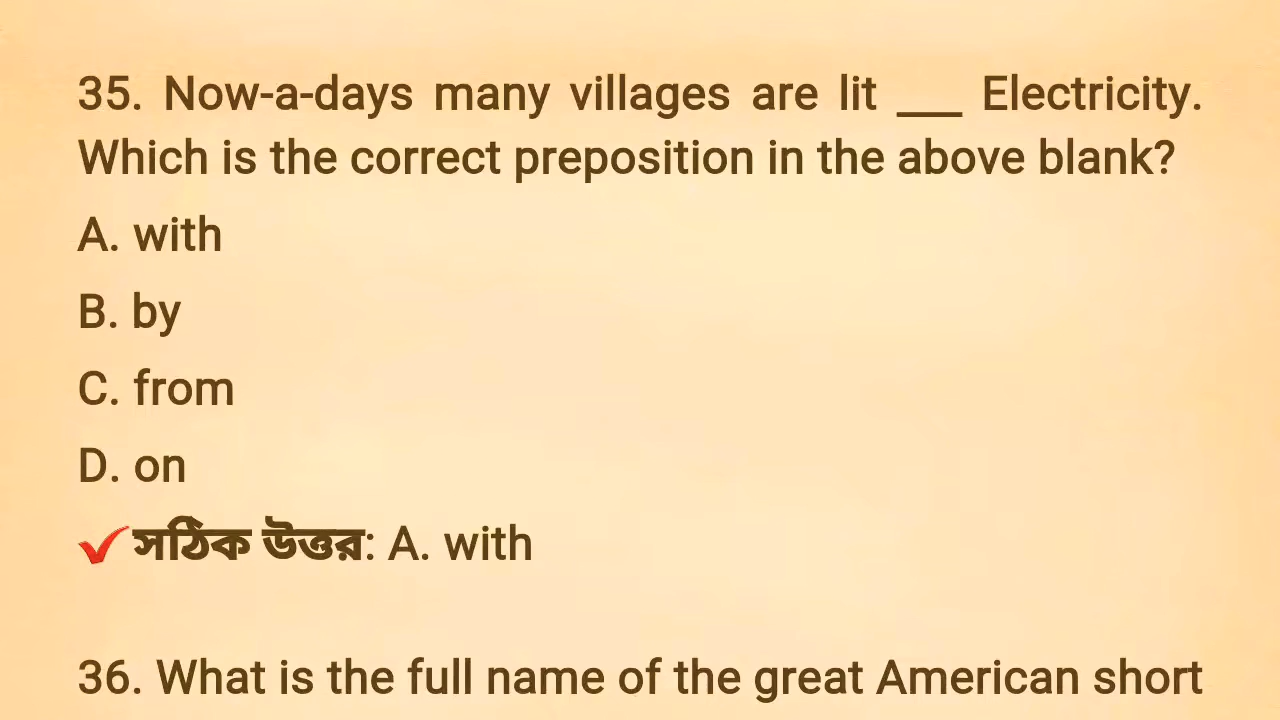 35. Now-a-days many villages are lit ___ Electricity.
Which is the correct preposition in the above blank?
A. with
B. by
C. from
D. on
সঠিক উত্তর: A. with
36. What is the full name of the great American short